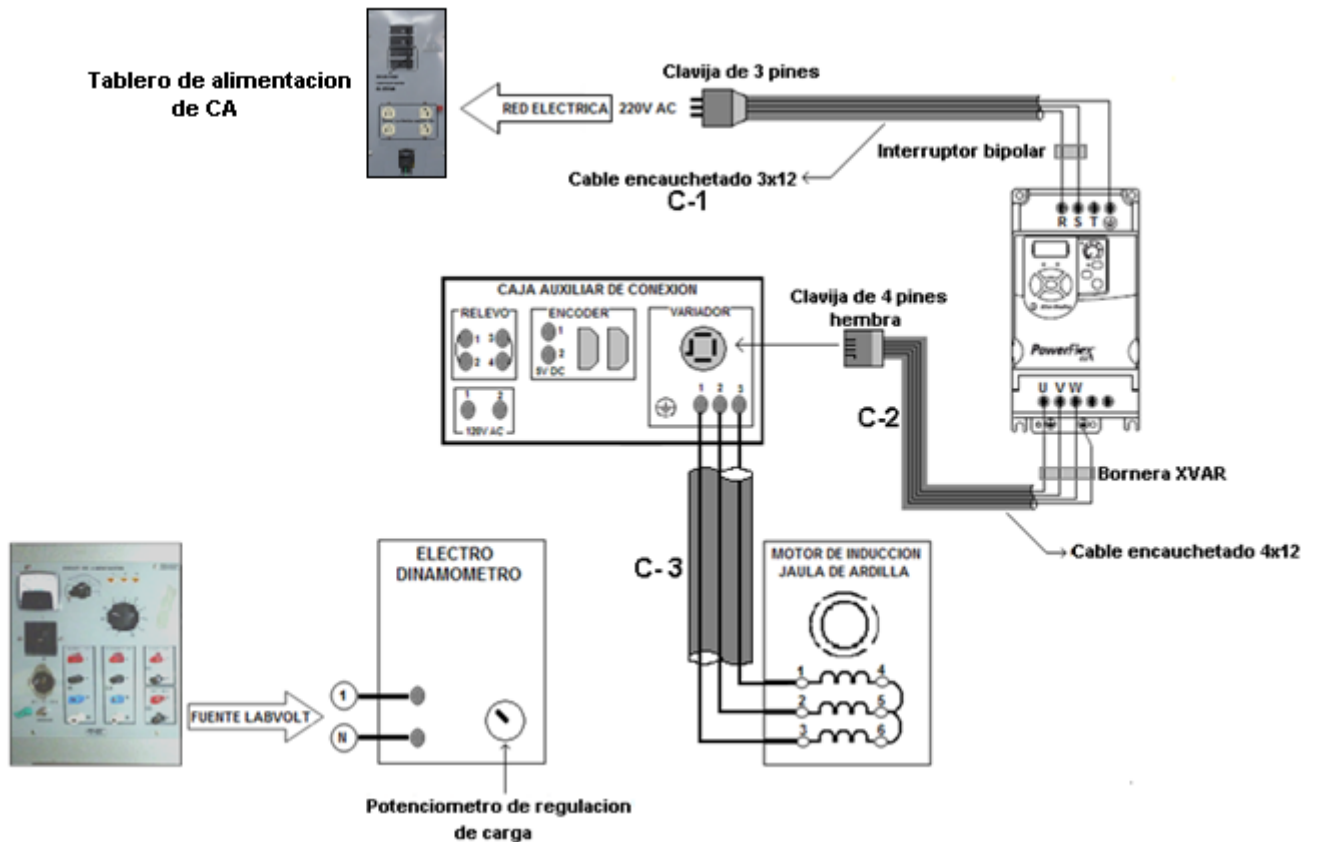 Tablero de alimentacion
de CA
RED ELECTRICA
220V AC
Clavija de 3 pines
Interruptor bipolar
Cable encauchetado 3x12
C-1
R S T
CAJA AUXILIAR DE CONEXION
RELEVO
1 3
2 4
ENCODER
1
2
5V DC
VARIADOR
1 2
120V AC
1 2 3
Clavija de 4 pines
hembra
PowerFlex
U V W
C-2
Bornera XVAR
Cable encauchetado 4x12
ELECTRO
DINAMOMETRO
C-3
MOTOR DE INDUCCION
JAULA DE ARDILLA
1 4
2 5
3 6
FUENTE LABVOLT
1
N
Potenciometro de regulacion
de carga